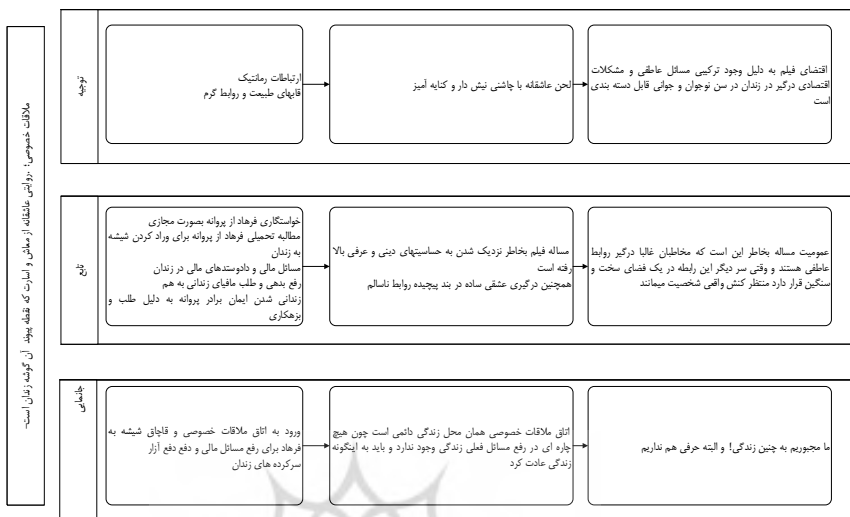 ملاقات خصوصی؛ روایتی عاشقانه از معاش و اسارت که نقطه پیوند آن گوشه زندان است-
توجیه
اقتضای فیلم به دلیل وجود ترکیبی مسائل عاطفی و مشکلات
اقتصادی درگیر در زندان در سن نوجوان و جوانی قابل دسته بندی
است
لحن عاشقانه با چاشنی نیش دار و کنایه آمیز
ارتباطات رمانتیک
قابهای طبیعت و روابط گرم
تابع
عمومیت مساله بخاطر این است که مخاطبان غالبا درگیر روابط
عاطفی هستند و وقتی سر دیگر این رابطه در یک فضای سخت و
سنگین قرار دارد منتظر کنش واقعی شخصیت میمانند
مساله فیلم بخاطر نزدیک شدن به حساسیتهای دینی و عرفی بالا
رفته است
همچنین درگیری عشقی ساده در بند پیچیده روابط ناسالم
خواستگاری فرهاد از پروانه بصورت مجازی
مطالبه تحمیلی فرهاد از پروانه برای وراد کردن شیشه
به زندان
مسائل مالی و دادوستدهای مالی در زندان
رفع بدهی و طلب مافیای زندانی به هم
زندانی شدن ایمان برادر پروانه به دلیل طلب و
بزهکاری
جانمایی
ما مجبوریم به چنین زندگی! و البته حرفی هم نداریم
اتاق ملاقات خصوصی همان محل زندگی دائمی است چون هیچ
چاره ای در رفع مسائل فعلی زندگی وجود ندارد و باید به اینگونه
زندگی عادت کرد
ورود به اتاق ملاقات خصوصی و قاچاق شیشه به
فرهاد برای رفع مسائل مالی و دفع دفع آزار
سرکرده های زندان